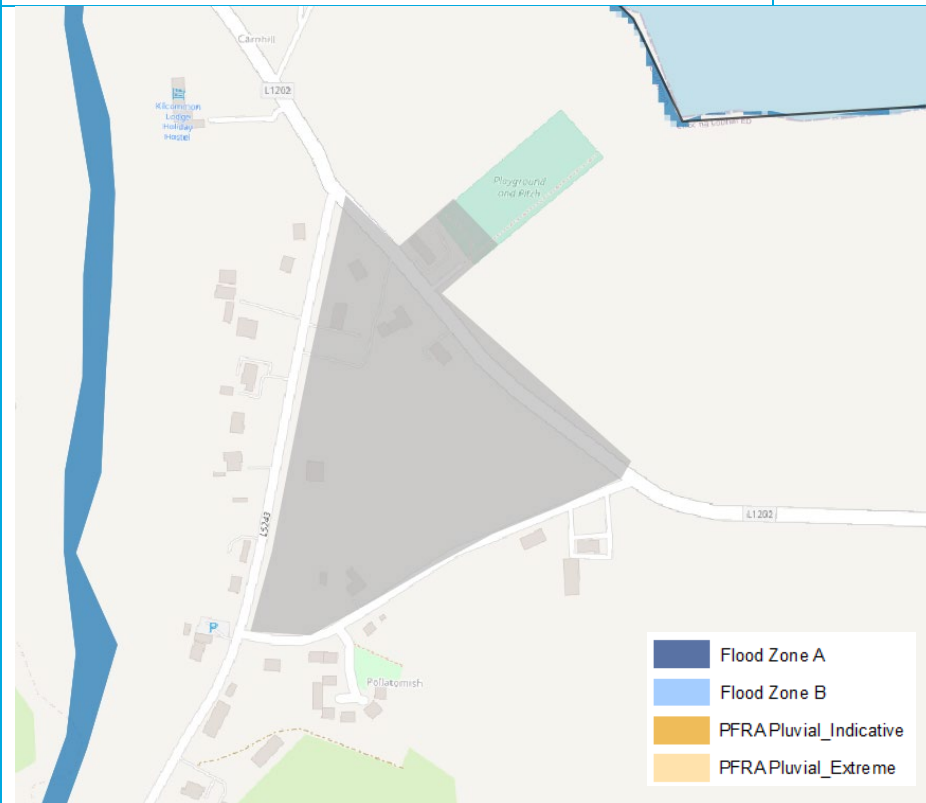 Carnhill
L1202
Kilcommon
Lodge
Holiday
Hostel
Playground
and Pitch
L5243
L1202
P
Pollatomish
Flood Zone A
Flood Zone B
PFRA Pluvial_Indicative
PFRA Pluvial_Extreme